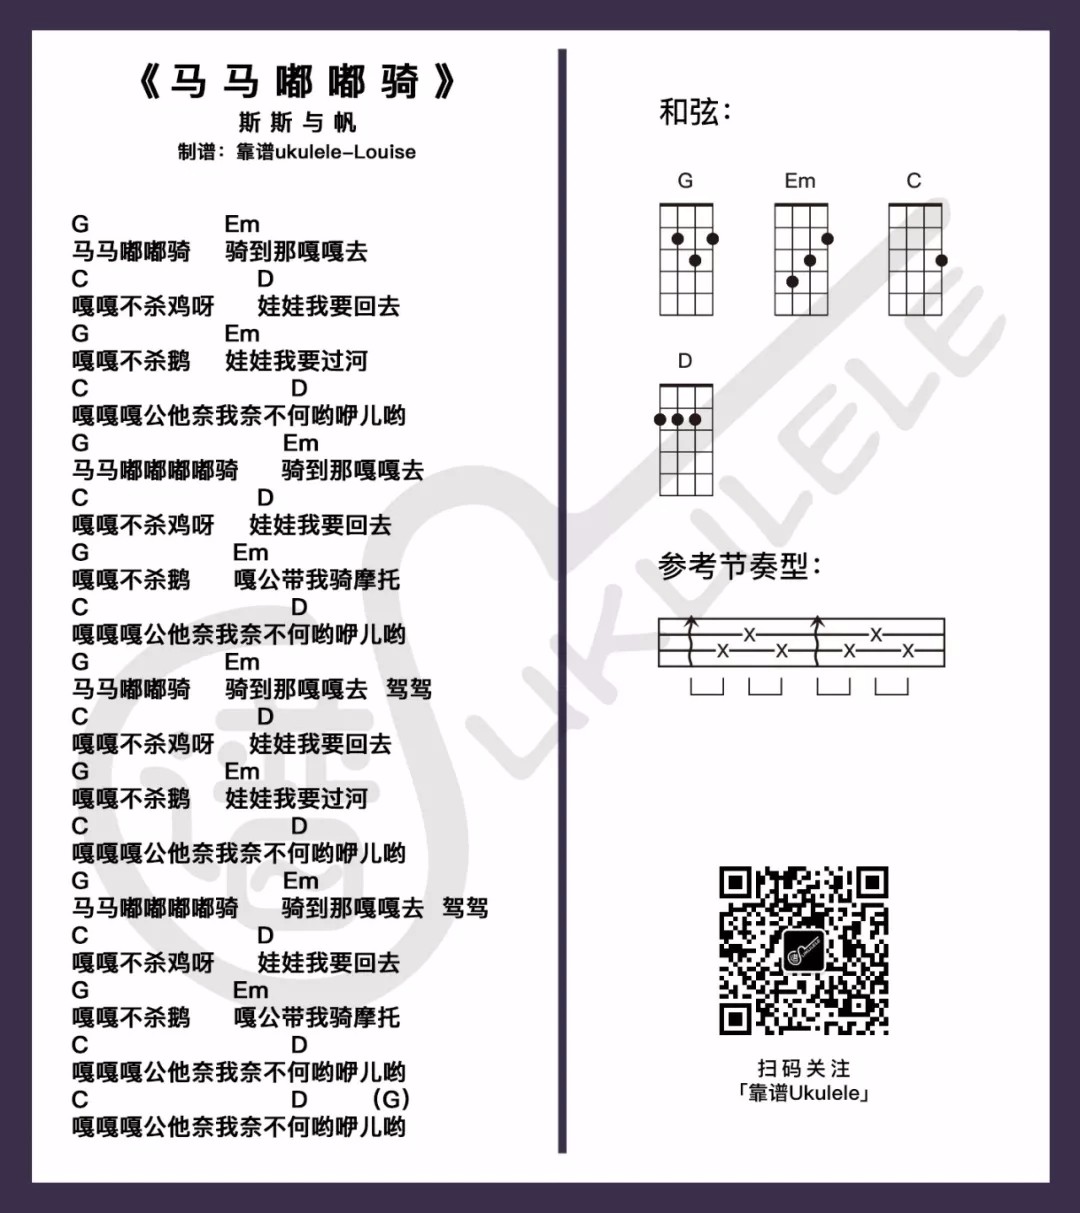 《马马嘟嘟骑》
斯斯与帆
制谱：靠谱ukulele-Louise
G Em
马马嘟嘟骑 骑到那嘎嘎去
C D
嘎嘎不杀鸡呀 娃娃我要回去
G Em
嘎嘎不杀鹅 娃娃我要过河
C D
嘎嘎嘎公他奈我奈不何哟咿儿哟
G Em
马马嘟嘟嘟嘟骑 骑到那嘎嘎去
C D
嘎嘎不杀鸡呀 娃娃我要回去
G Em
嘎嘎不杀鹅 嘎公带我骑摩托
C D
嘎嘎嘎公他奈我奈不何哟咿儿哟
G Em
马马嘟嘟骑 骑到那嘎嘎去 驾驾
C D
嘎嘎不杀鸡呀 娃娃我要回去
G Em
嘎嘎不杀鹅 娃娃我要过河
C D
嘎嘎嘎公他奈我奈不何哟咿儿哟
G Em
马马嘟嘟嘟嘟骑 骑到那嘎嘎去 驾驾
C D
嘎嘎不杀鸡呀 娃娃我要回去
G Em
嘎嘎不杀鹅 嘎公带我骑摩托
C D
嘎嘎嘎公他奈我奈不何哟咿儿哟
C D (G)
嘎嘎嘎公他奈我奈不何哟咿儿哟
和弦：
G Em C
D
参考节奏型：
X X X X X X
扫码关注
「靠谱Ukulele」
谱 UKULELE